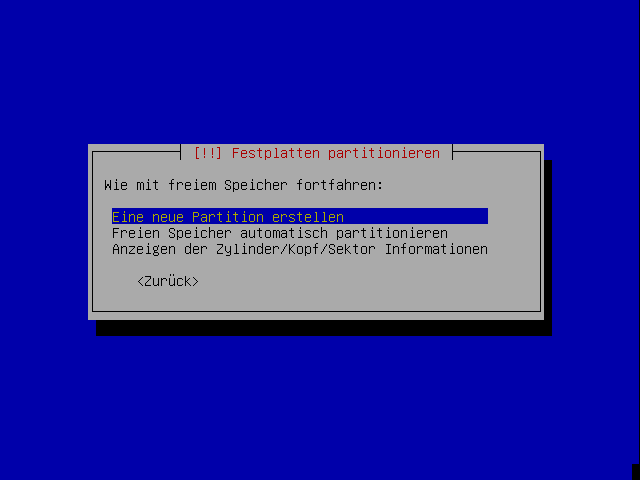 [!!] Festplatten partitionieren
Wie mit freiem Speicher fortfahren:
Eine neue Partition erstellen
Freien Speicher automatisch partitionieren
Anzeigen der Zylinder/Kopf/Sektor Informationen
<Zurück>